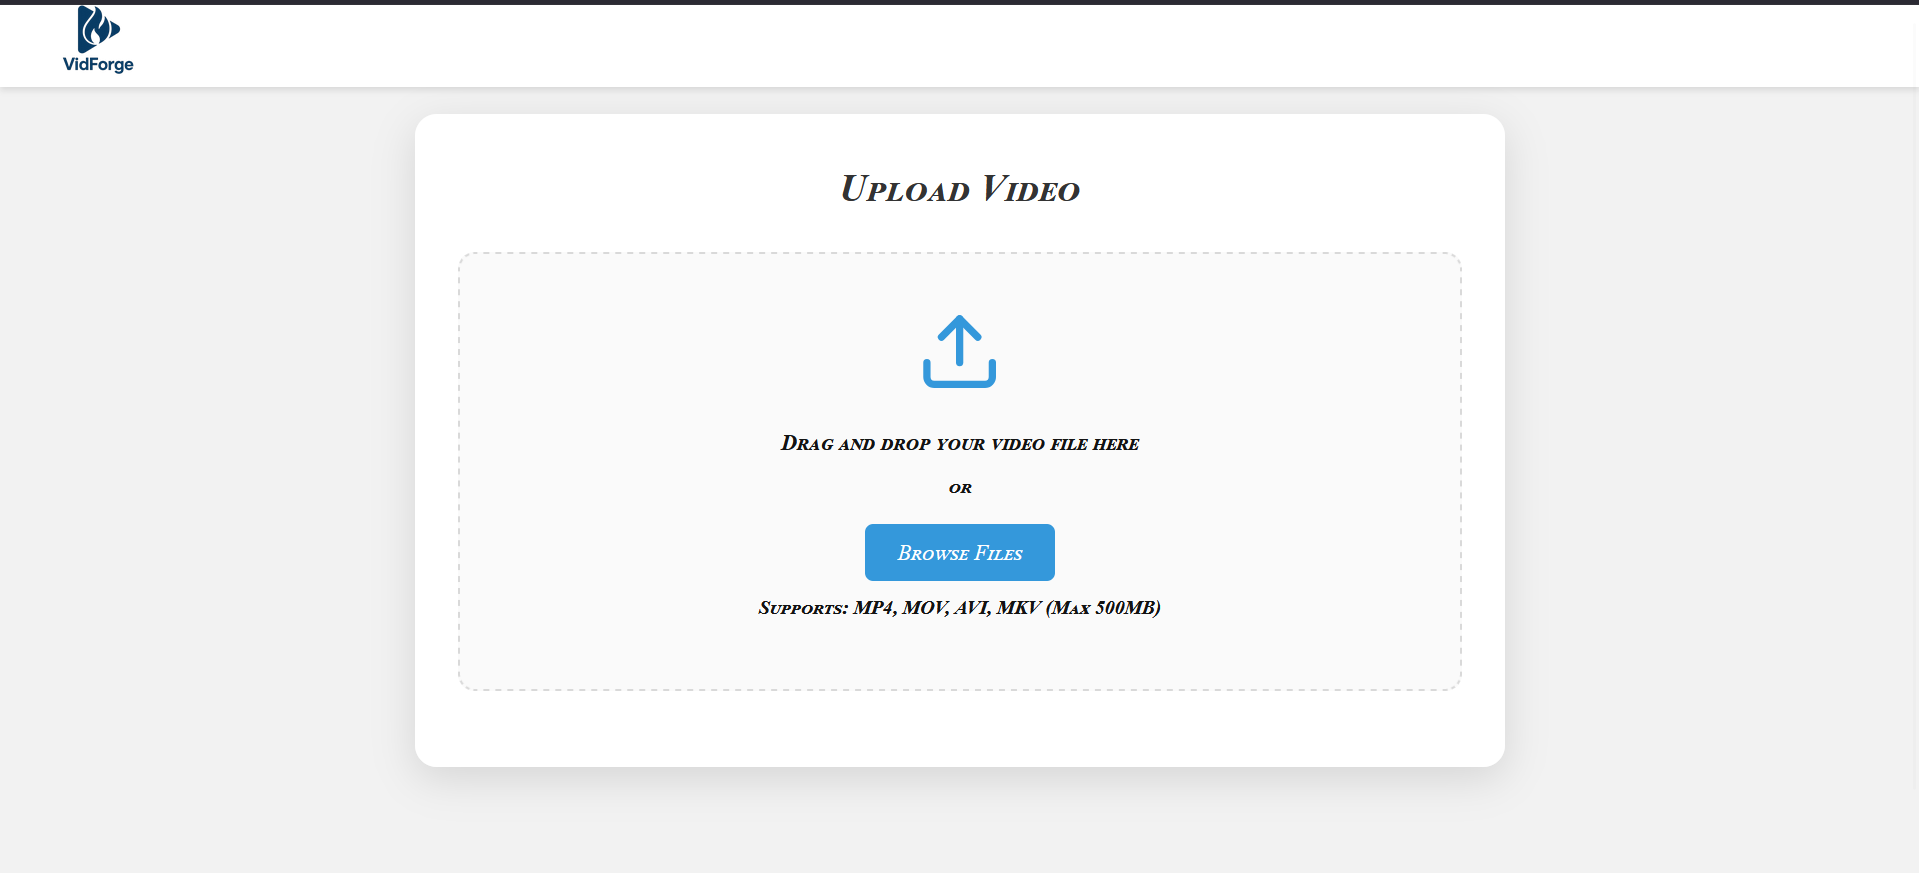 VidForge
Upload Video
Drag and drop your video file here
or
Browse Files
Supports: MP4, MOV, AVI, MKV (Max 500MB)